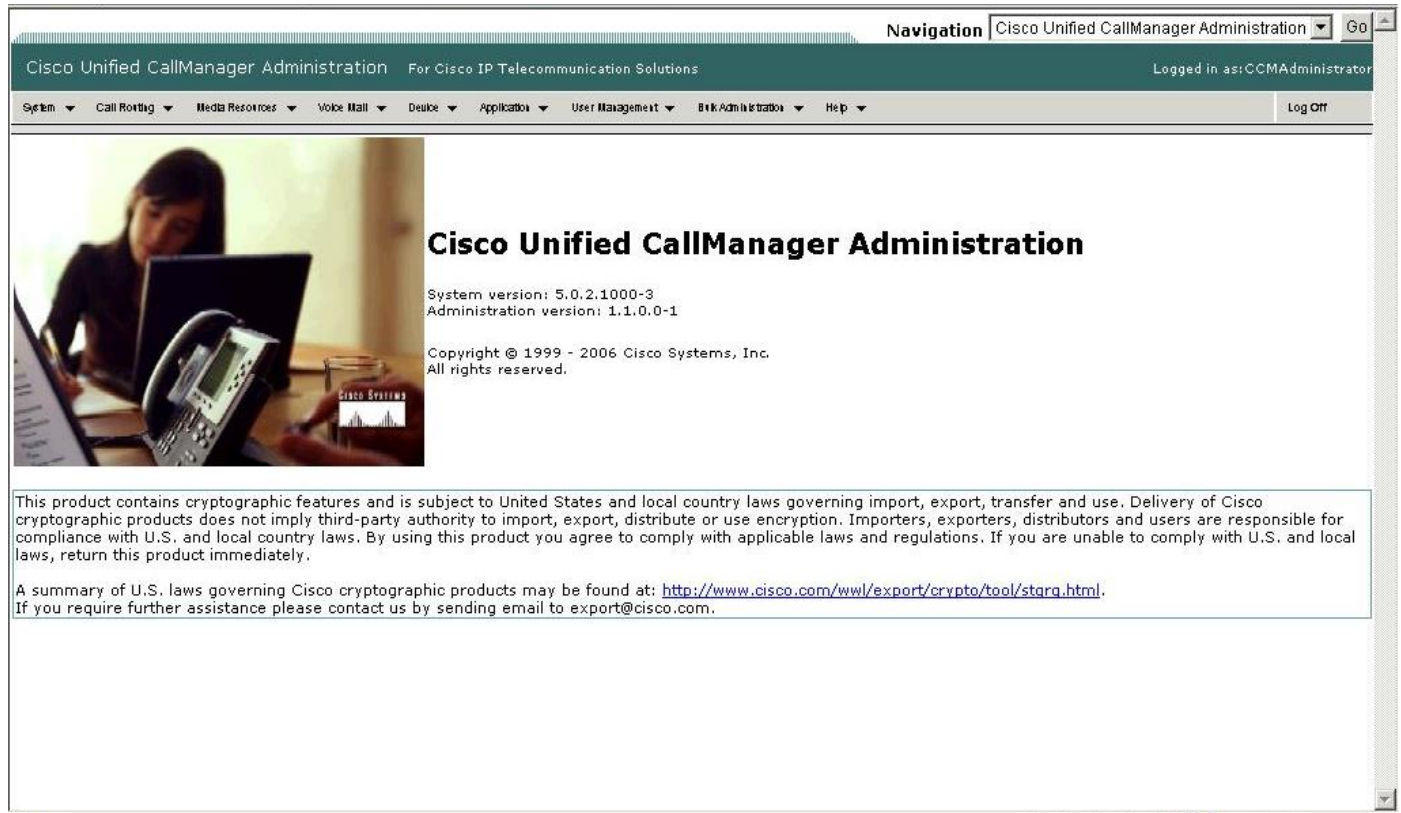 Navigation Cisco Unified CallManager Administration Go
Cisco Unified CallManager Administration For Cisco IP Telecommunication Solutions Logged in as:CCMAdministrator
System Call Routing Media Resources Voice Mail Device Application User Management Bulk Administration Help Log Off
Cisco Unified CallManager Administration
System version: 5.0.2.1000-3
Administration version: 1.1.0.0-1
Copyright © 1999 - 2006 Cisco Systems, Inc.
All rights reserved.
CISCO SYSTEMS
This product contains cryptographic features and is subject to United States and local country laws governing import, export, transfer and use. Delivery of Cisco
cryptographic products does not imply third-party authority to import, export, distribute or use encryption. Importers, exporters, distributors and users are responsible for
compliance with U.S. and local country laws. By using this product you agree to comply with applicable laws and regulations. If you are unable to comply with U.S. and local
laws, return this product immediately.
A summary of U.S. laws governing Cisco cryptographic products may be found at: http://www.cisco.com/wwl/export/crypto/tool/stqrg.html.
If you require further assistance please contact us by sending email to export@cisco.com.